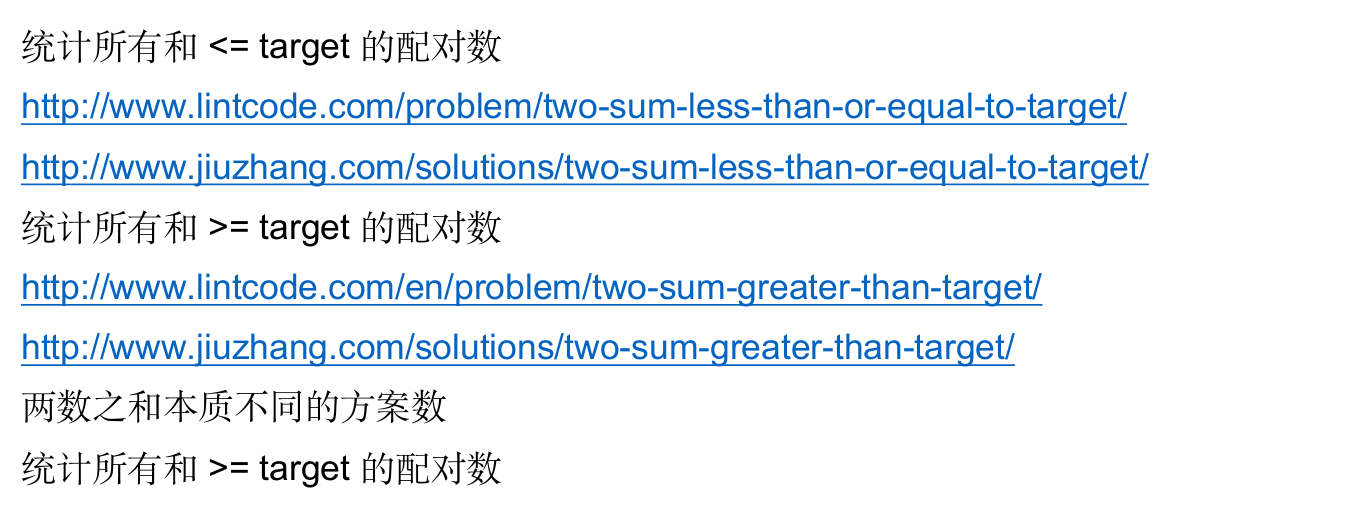 统计所有和 <= target 的配对数
http://www.lintcode.com/problem/two-sum-less-than-or-equal-to-target/
http://www.jiuzhang.com/solutions/two-sum-less-than-or-equal-to-target/
统计所有和 >= target 的配对数
http://www.lintcode.com/en/problem/two-sum-greater-than-target/
http://www.jiuzhang.com/solutions/two-sum-greater-than-target/
两数之和本质不同的方案数
统计所有和 >= target 的配对数